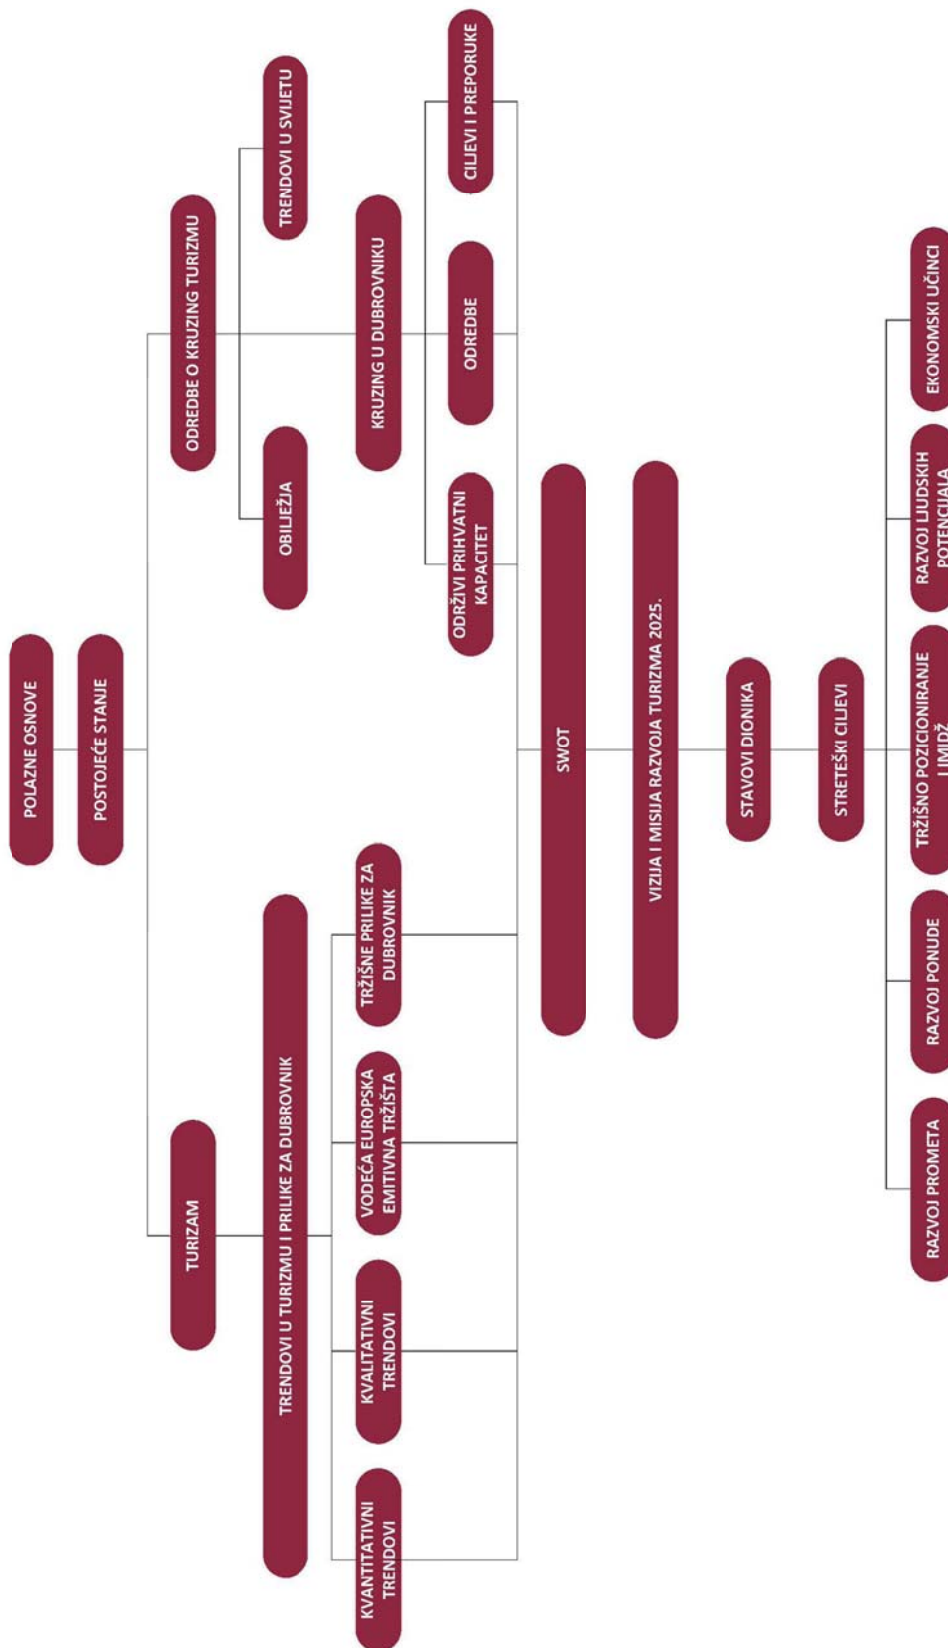 POLAZNE OSNOVE
POSTOJEĆE STANJE
TURIZAM
ODREDBE O KRUZING TURIZMU
TRENDOVI U TURIZMU I PRILIKE ZA DUBROVNIK
OBILJEŽJA
TRENDOVI U SVIJETU
KVANTITATIVNI
TRENDOVI
KVALITATIVNI
TRENDOVI
VODEĆA EUROPSKA
EMITIVNA TRŽIŠTA
TRŽIŠNE PRILIKE ZA
DUBROVNIK
KRUZING U DUBROVNIKU
ODRŽIVI PRIHVATNI
KAPACITET
ODREDBE
CILJEVI I PREPORUKE
SWOT
VIZIJA I MISIJA RAZVOJA TURIZMA 2025.
STAVOVI DIONIKA
STRETEŠKI CILJEVI
RAZVOJ PROMETA
RAZVOJ PONUDE
TRŽIŠNO POZICIONIRANJE
I IMIDŽ
RAZVOJ LJUDSKIH
POTENCIJALA
EKONOMSKI UČINCI